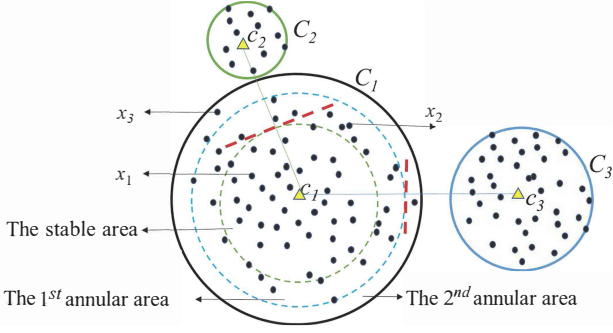 C2
c2
C1
x3
x2
C3
x1
c1
c3
The stable area
The 1st annular area
The 2nd annular area